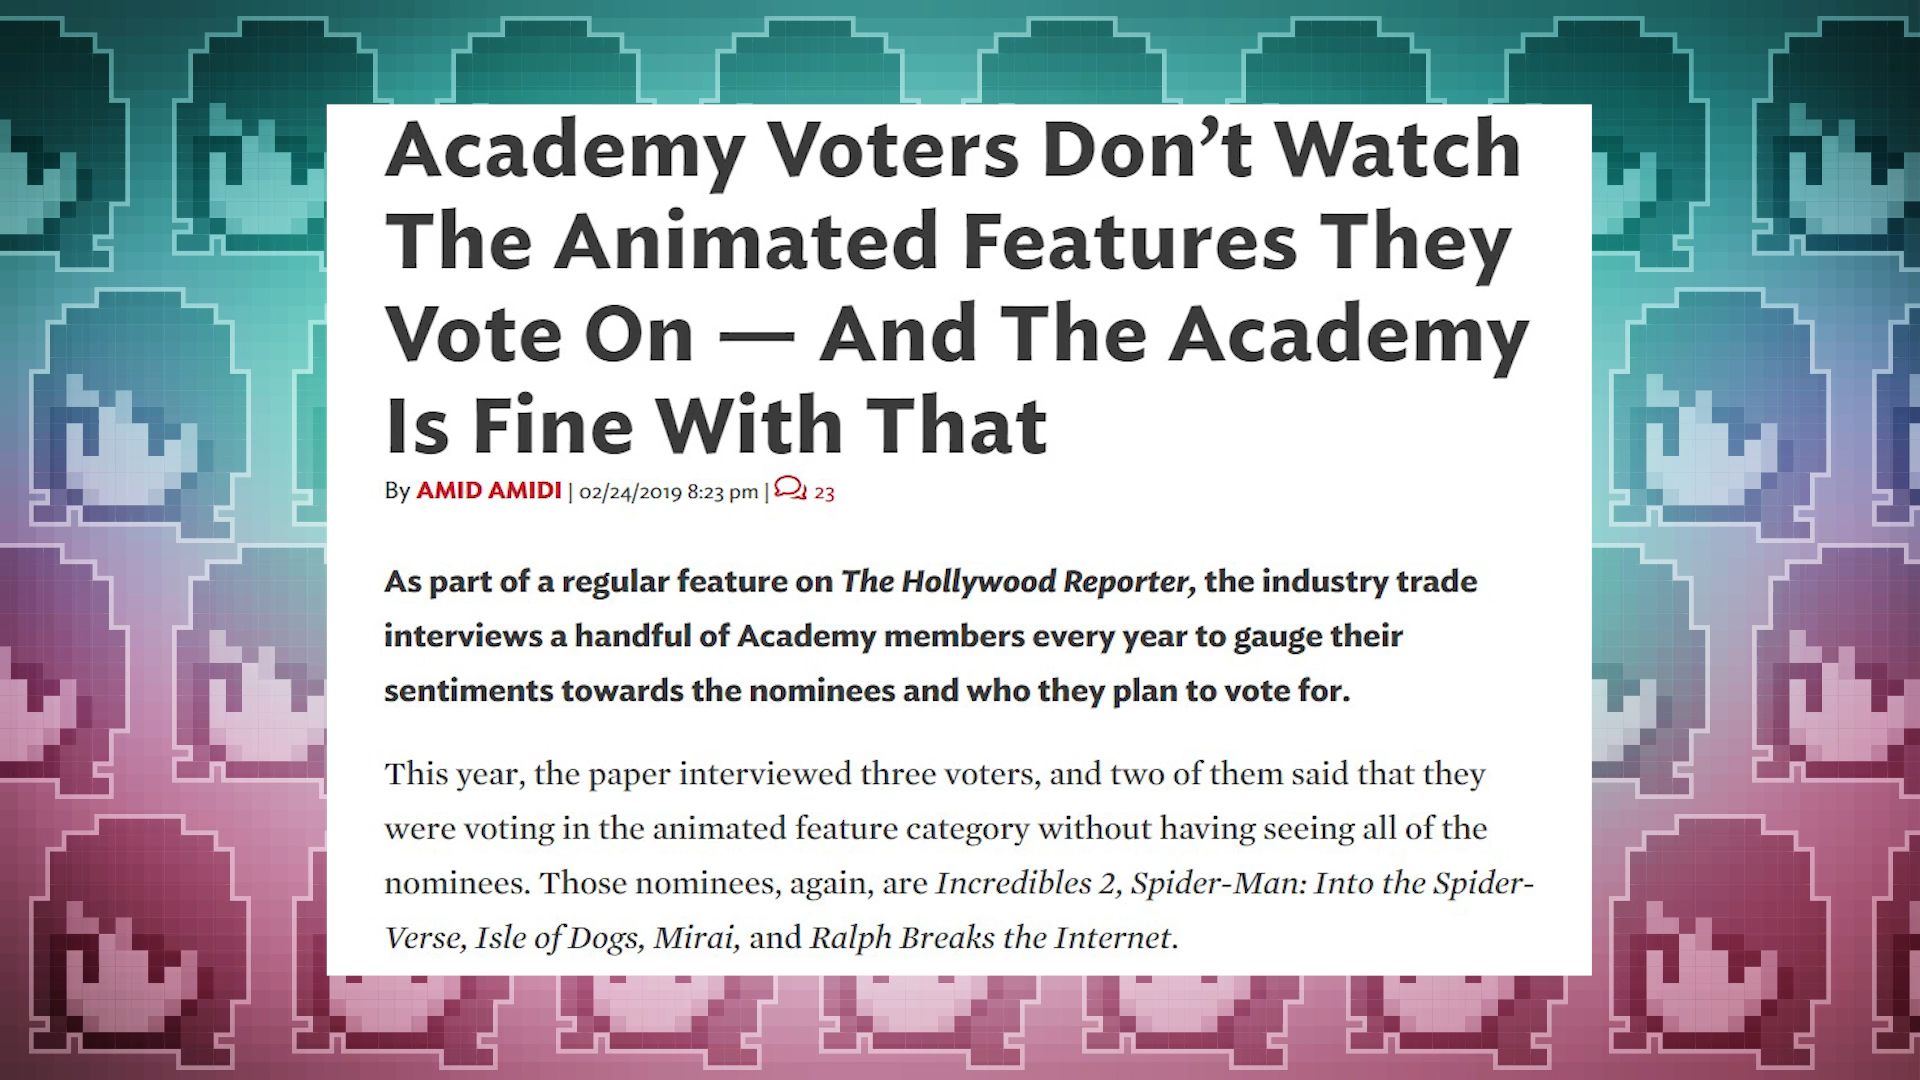 Academy Voters Don’t Watch
The Animated Features They
Vote On — And The Academy
Is Fine With That
By AMID AMIDI | 02/24/2019 8:23 pm | 23
As part of a regular feature on The Hollywood Reporter, the industry trade
interviews a handful of Academy members every year to gauge their
sentiments towards the nominees and who they plan to vote for.
This year, the paper interviewed three voters, and two of them said that they
were voting in the animated feature category without having seeing all of the
nominees. Those nominees, again, are Incredibles 2, Spider-Man: Into the Spider-
Verse, Isle of Dogs, Mirai, and Ralph Breaks the Internet.